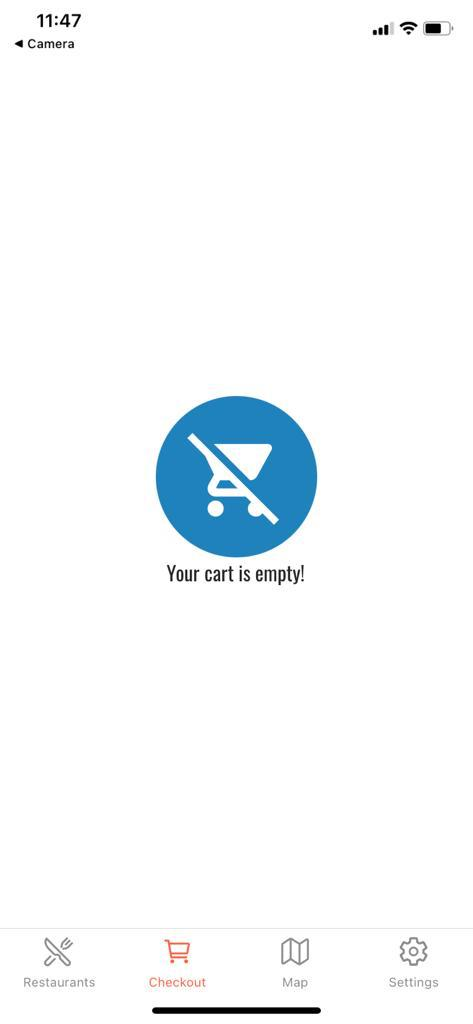 11:47
◀ Camera
Your cart is empty!
Restaurants
Checkout
Map
Settings